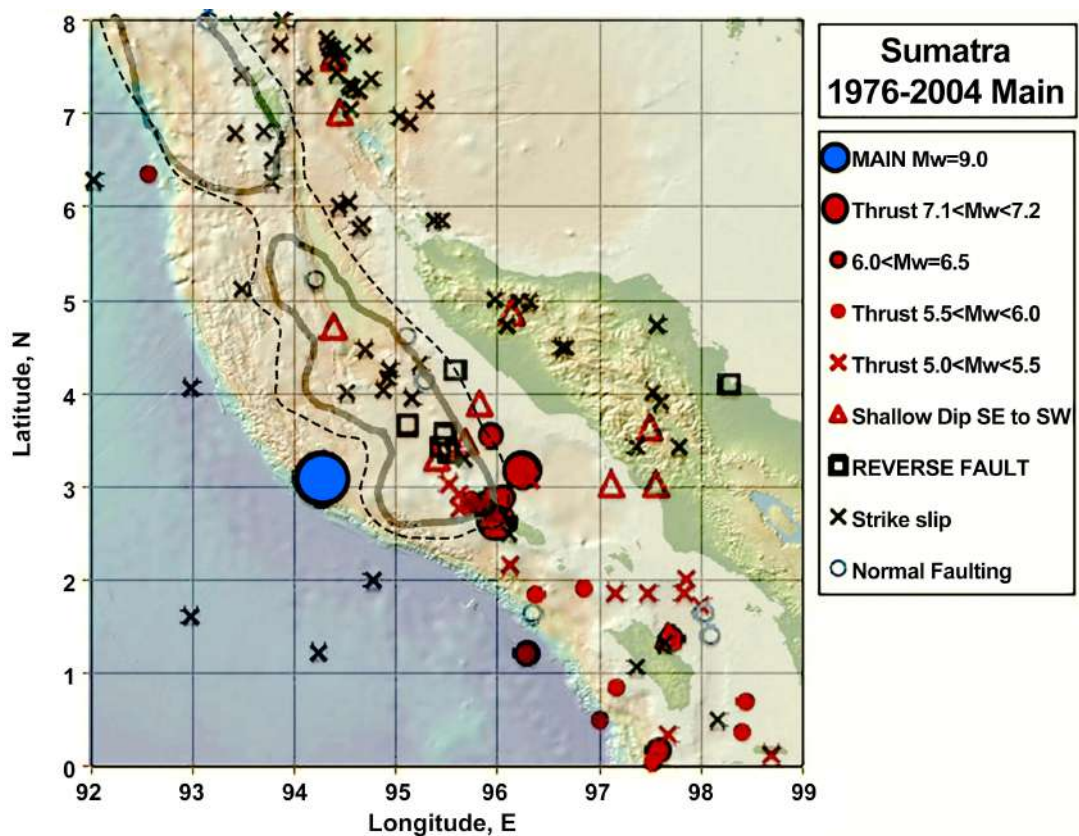 Sumatra
1976-2004 Main
MAIN Mw=9.0
Thrust 7.1<Mw<7.2
6.0<Mw=6.5
Thrust 5.5<Mw<6.0
Thrust 5.0<Mw<5.5
Shallow Dip SE to SW
REVERSE FAULT
Strike slip
Normal Faulting
Latitude, N
8
7
6
5
4
3
2
1
0
92
93
94
95
96
97
98
99
Longitude, E